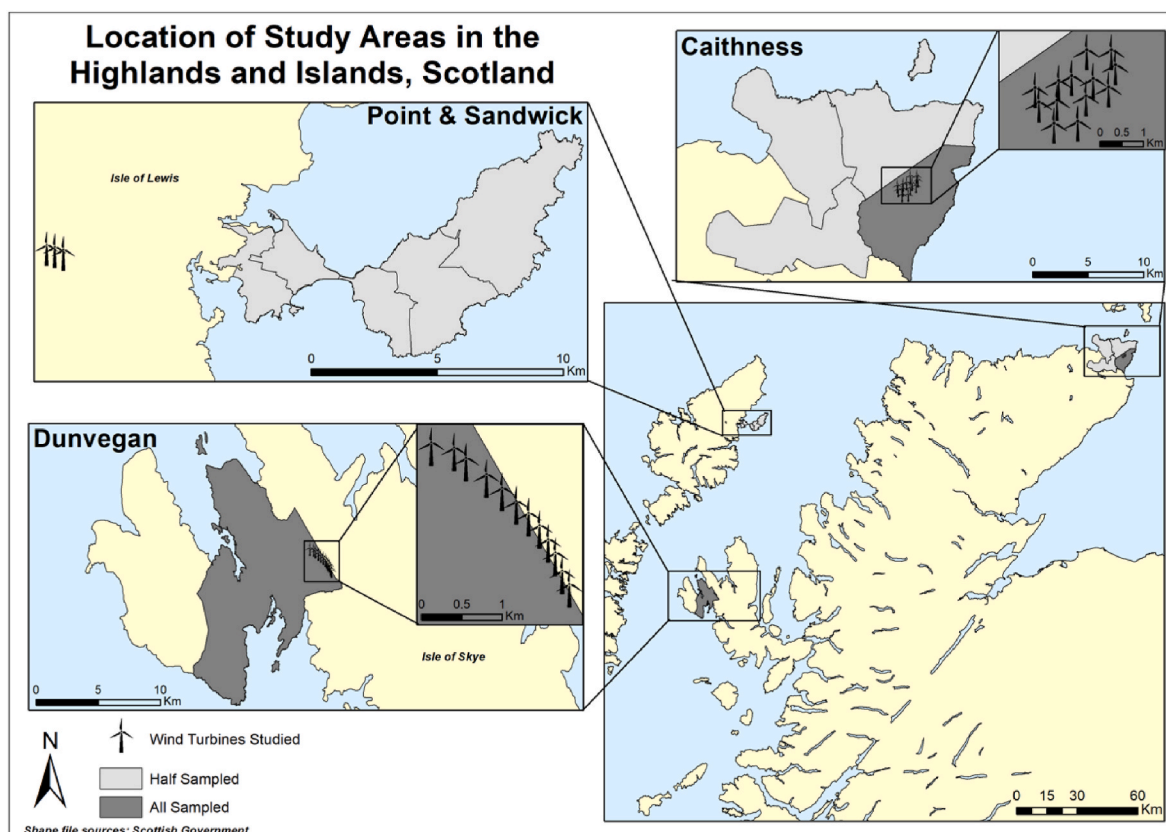 Location of Study Areas in the
Highlands and Islands, Scotland
Point & Sandwick
Isle of Lewis
0 5 10
Km
Caithness
0 0.5 1
Km
0 5 10
Km
Dunvegan
0 0.5 1
Km
Isle of Skye
0 5 10
Km
N
Wind Turbines Studied
Half Sampled
All Sampled
Shape file sources: Scottish Government
0 15 30 60
Km